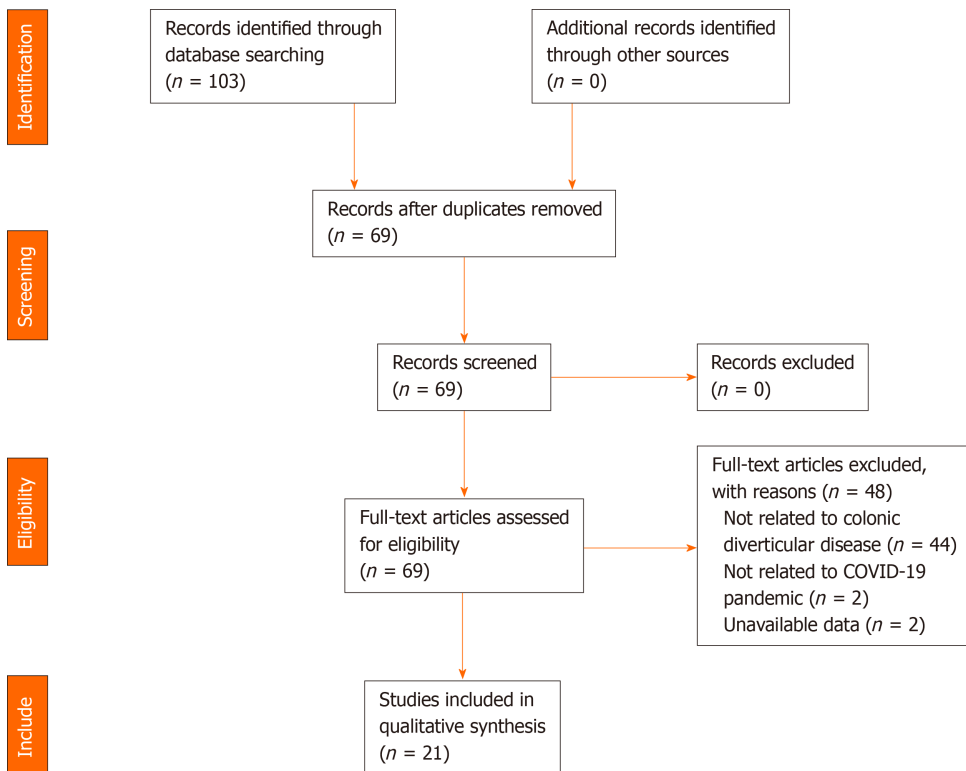 Identification
Records identified through
database searching
(n = 103)
Additional records identified
through other sources
(n = 0)
Records after duplicates removed
(n = 69)
Screening
Records screened
(n = 69)
Records excluded
(n = 0)
Eligibility
Full-text articles assessed
for eligibility
(n = 69)
Full-text articles excluded,
with reasons (n = 48)
Not related to colonic
diverticular disease (n = 44)
Not related to COVID-19
pandemic (n = 2)
Unavailable data (n = 2)
Include
Studies included in
qualitative synthesis
(n = 21)